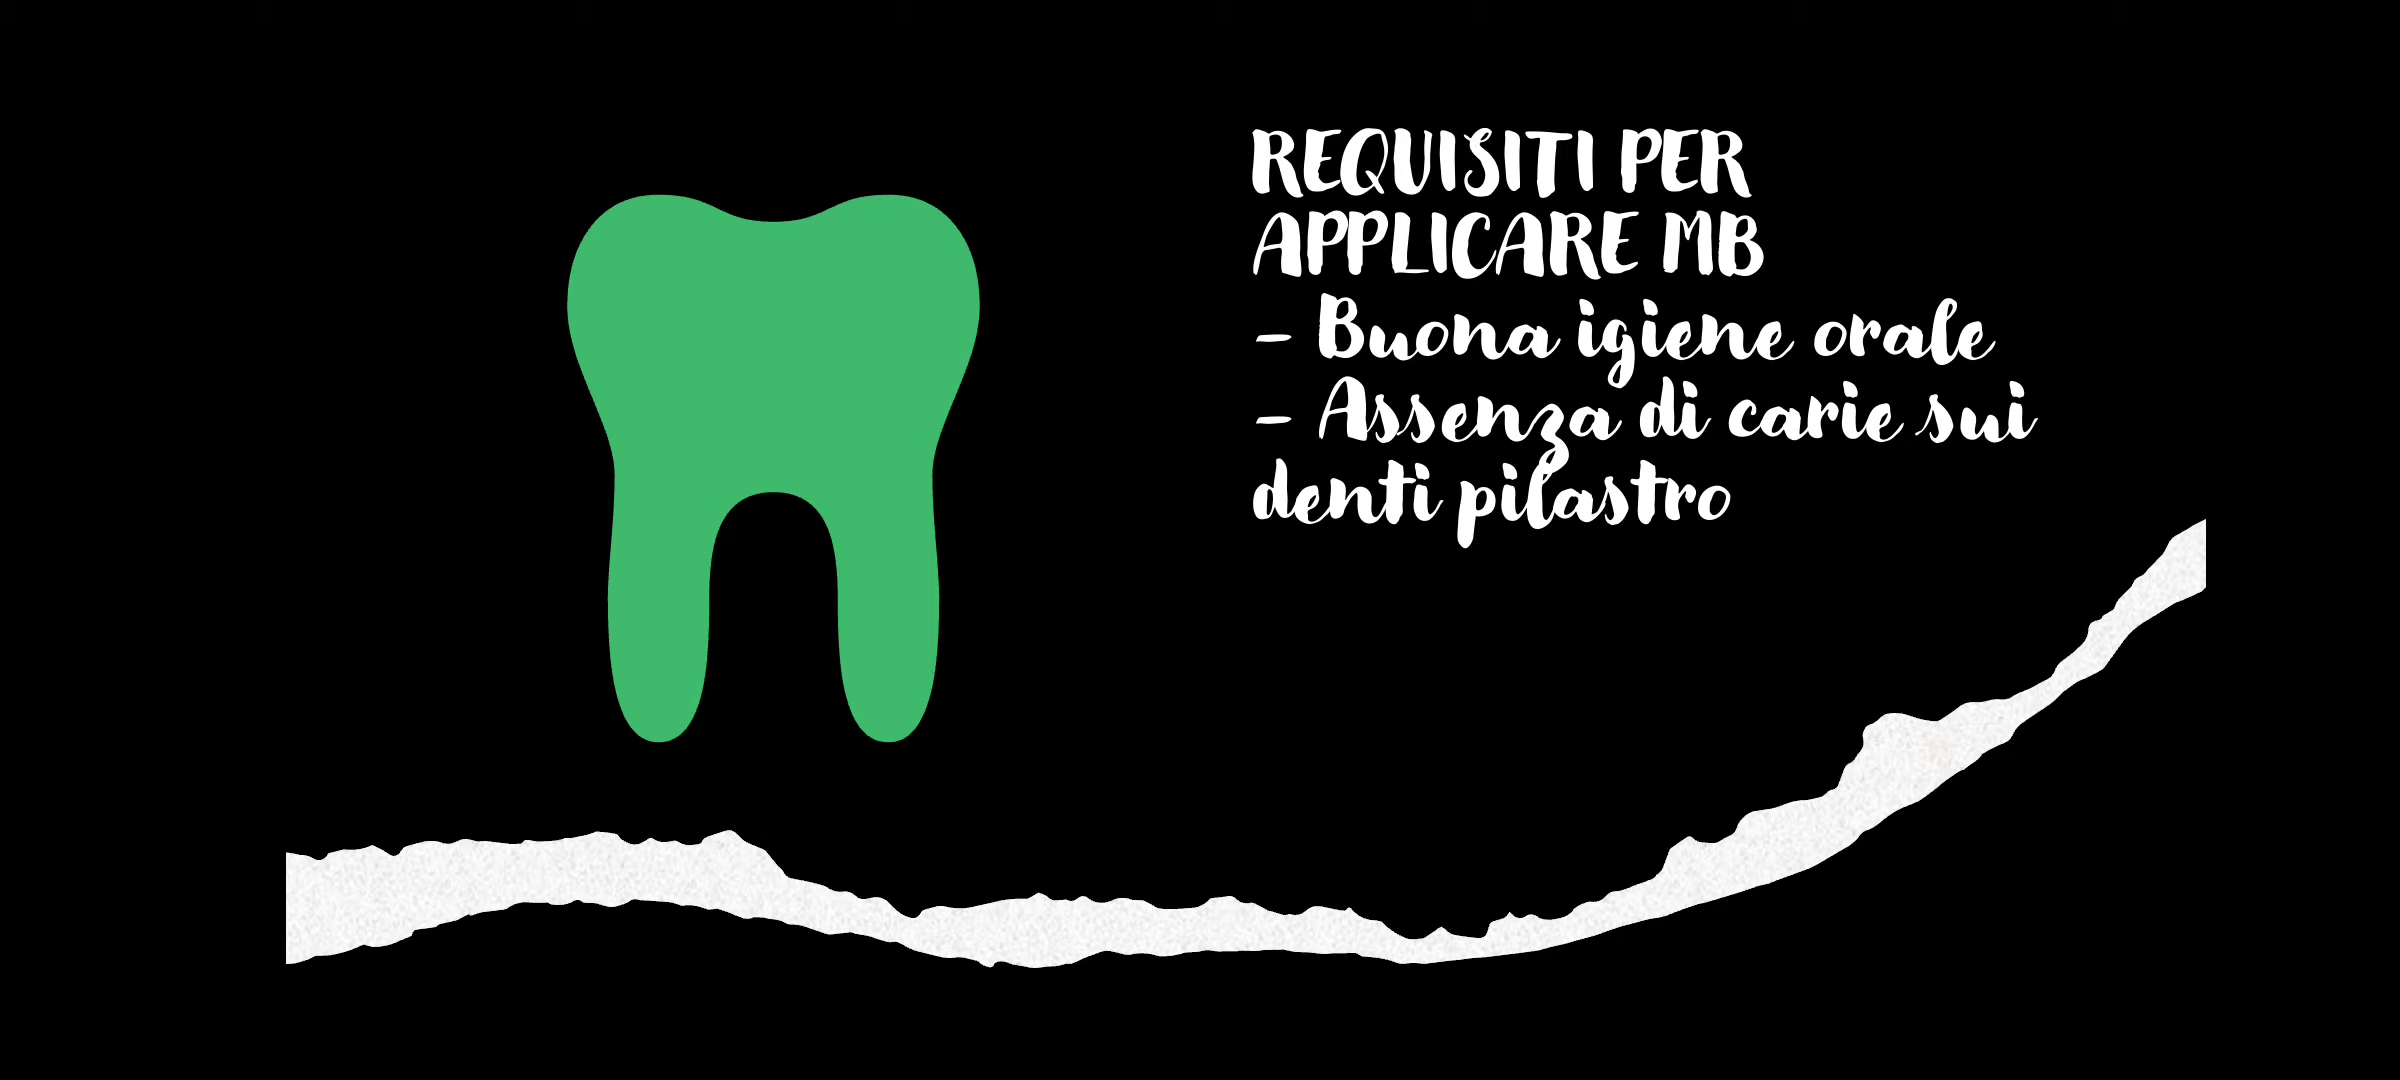 REQUISITI PER
APPLICARE MB
- Buona igiene orale
- Assenza di carie sui
denti pilastro